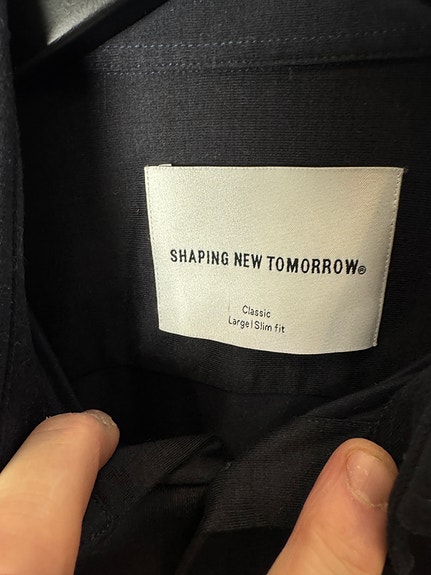 SHAPING NEW TOMORROW®
Classic
Large | Slim fit